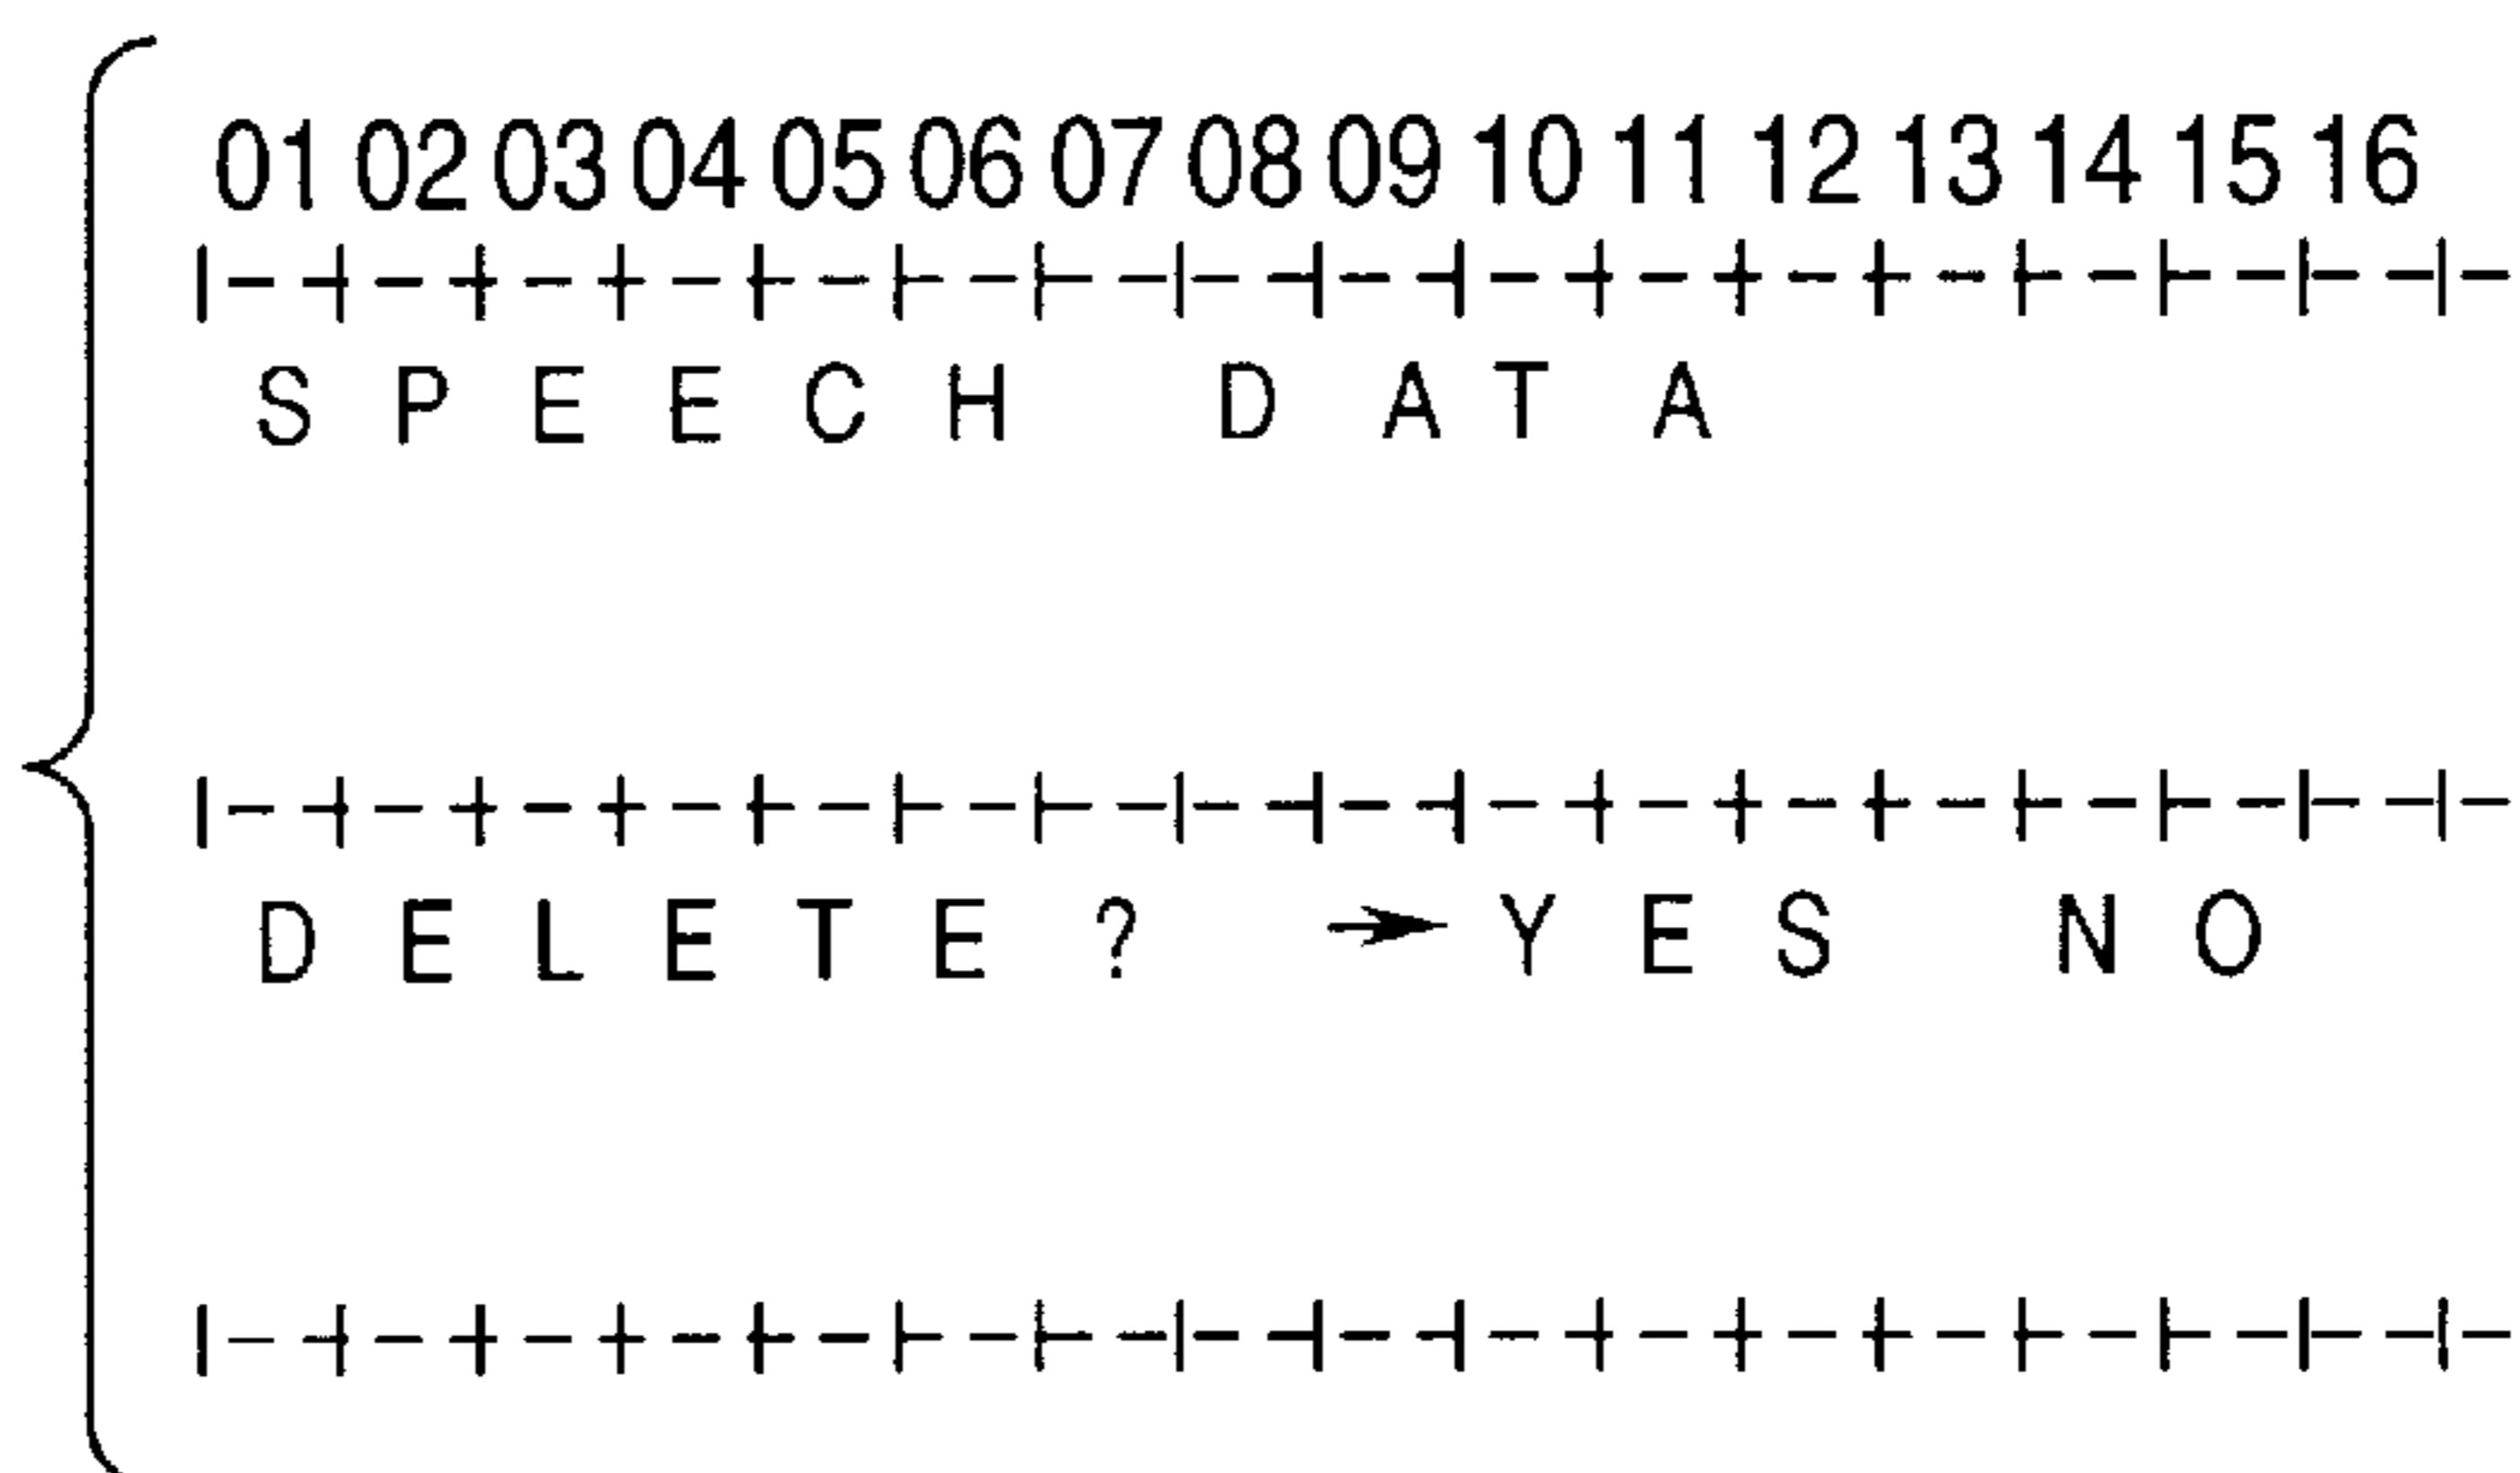 01 02 03 04 05 06 07 08 09 10 11 12 13 14 15 16
SPEECH DATA
DELETE? →YES NO